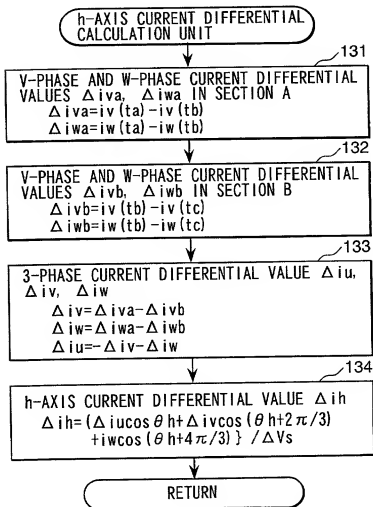 h-AXIS CURRENT DIFFERENTIAL
CALCULATION UNIT
131
V-PHASE AND W-PHASE CURRENT DIFFERENTIAL
VALUES Δiva, Δiwa IN SECTION A
Δiva=iv(ta)-iv(tb)
Δiwa=iw(ta)-iw(tb)
132
V-PHASE AND W-PHASE CURRENT DIFFERENTIAL
VALUES Δivb, Δiwb IN SECTION B
Δivb=iv(tb)-iv(tc)
Δiwb=iw(tb)-iw(tc)
133
3-PHASE CURRENT DIFFERENTIAL VALUE Δiu,
Δiv, Δiw
Δiv=Δiva-Δivb
Δiw=Δiwa-Δiwb
Δiu=-Δiv-Δiw
134
h-AXIS CURRENT DIFFERENTIAL VALUE Δih
Δih={Δiucosθh+Δivcos(θh+2π/3)
+iwcos(θh+4π/3)}/ΔVs
RETURN